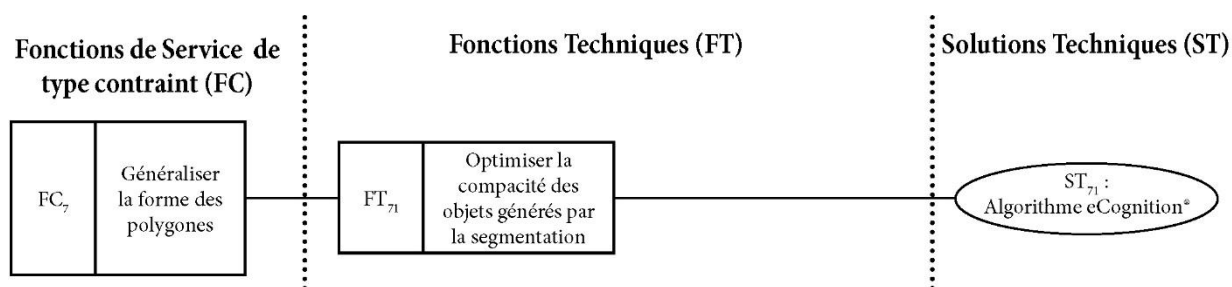 Fonctions de Service de
type contraint (FC)
Fonctions Techniques (FT)
Solutions Techniques (ST)
FC7
Généraliser
la forme des
polygones
FT71
Optimiser la
compacité des
objets générés par
la segmentation
ST71 :
Algorithme eCognition®